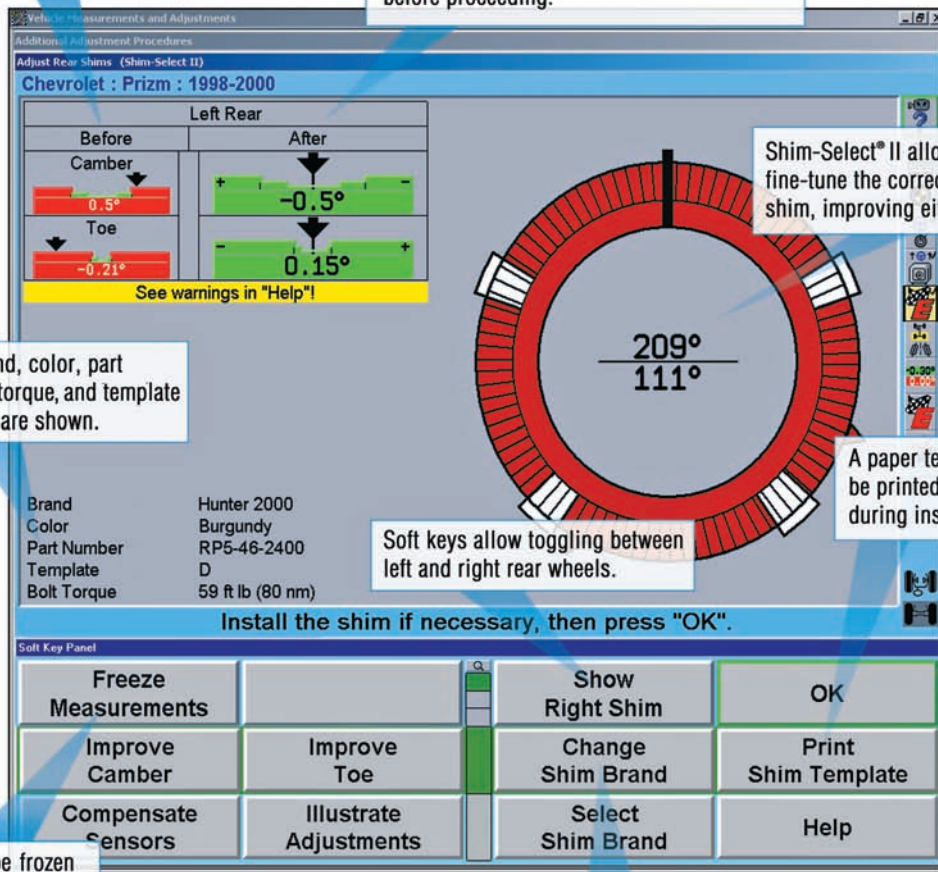 before proceeding.
Vehicle Measurements and Adjustments
Additional Adjustment Procedures
Adjust Rear Shims (Shim-Select II)
Chevrolet : Prizm : 1998-2000
Left Rear
Before After
Camber
0.5°
+ -
-0.5°
Toe
-0.21°
- +
0.15°
See warnings in "Help"!
Shim-Select® II
fine-tune the
shim, improving
209°
111°
color, part
torque, and template
are shown.
Brand Hunter 2000
Color Burgundy
Part Number RP5-46-2400
Template D
Bolt Torque 59 ft lb (80 nm)
-0.30°
0.00°
A paper
be printed
during
Soft keys allow toggling between
left and right rear wheels.
Install the shim if necessary, then press "OK".
Soft Key Panel
Freeze
Measurements
Show
Right Shim
OK
Improve
Camber
Improve
Toe
Change
Shim Brand
Print
Shim Template
Compensate
Sensors
Illustrate
Adjustments
Select
Shim Brand
Help
frozen